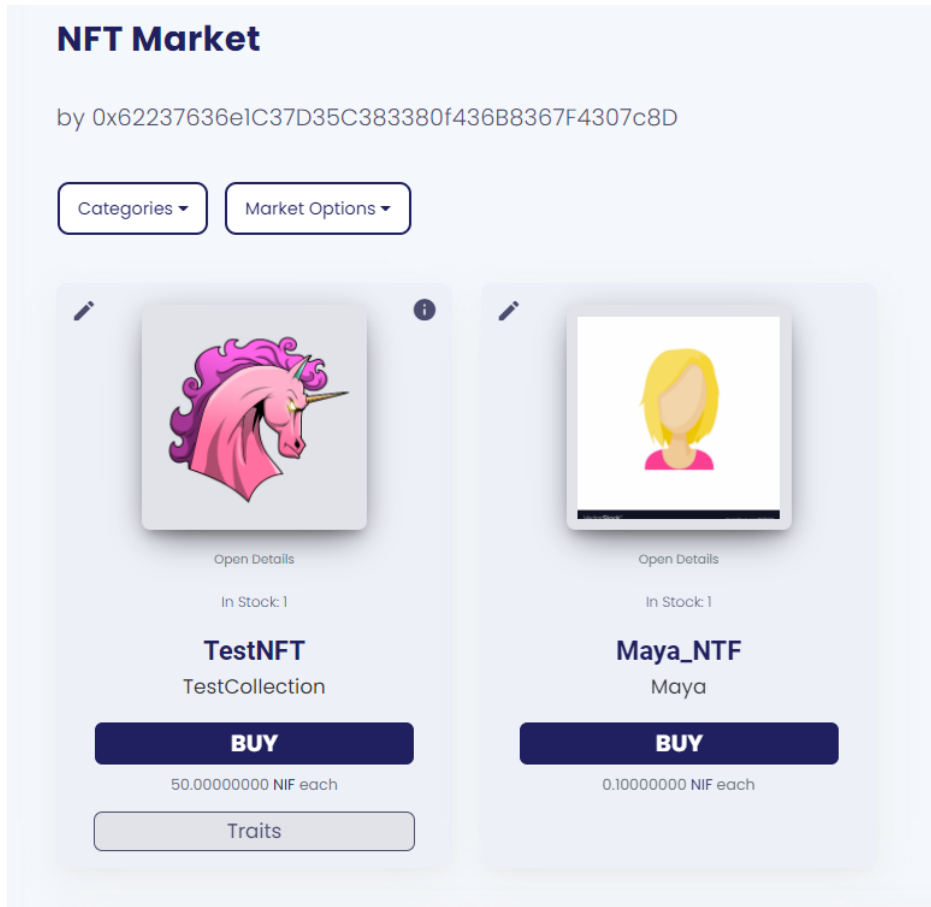 NFT Market
by 0x62237636e1C37D35C383380f436B8367F4307c8D
Categories
Market Options
Open Details
In Stock: 1
TestNFT
TestCollection
BUY
50.00000000 NIF each
Traits
Open Details
In Stock: 1
Maya_NTF
Maya
BUY
0.10000000 NIF each